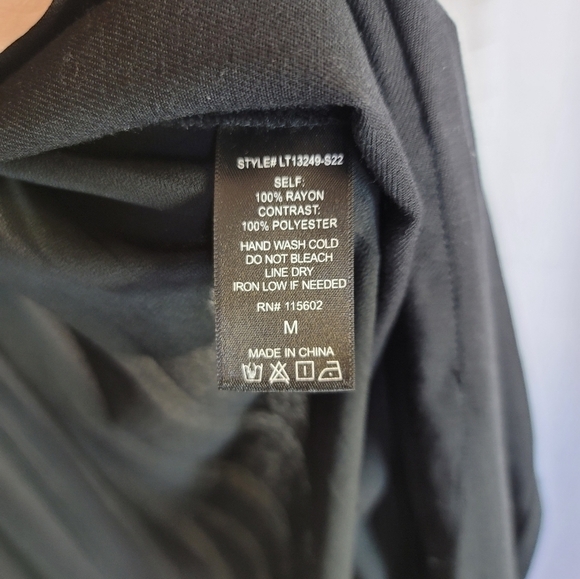 STYLE# LT13249-S22
SELF:
100% RAYON
CONTRAST:
100% POLYESTER
HAND WASH COLD
DO NOT BLEACH
LINE DRY
IRON LOW IF NEEDED
RN# 115602
M
MADE IN CHINA